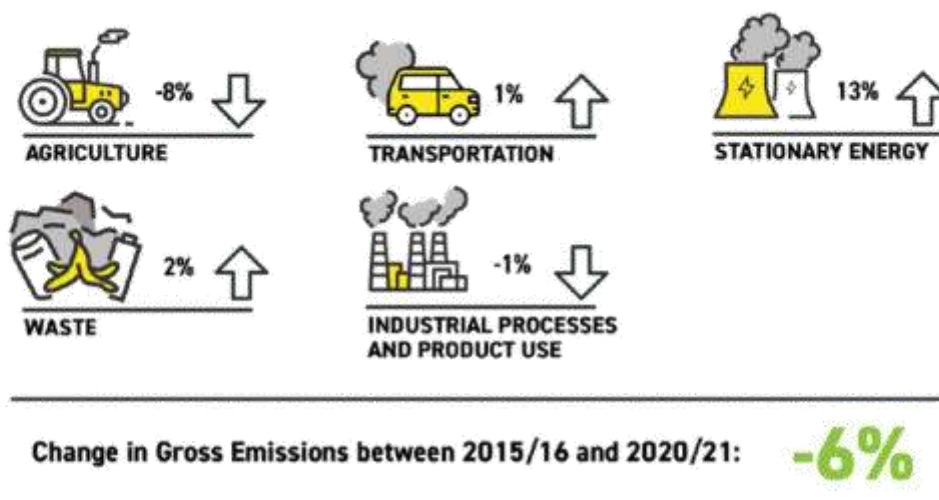 -8%
AGRICULTURE
1%
TRANSPORTATION
13%
STATIONARY ENERGY
2%
WASTE
-1%
INDUSTRIAL PROCESSES
AND PRODUCT USE
Change in Gross Emissions between 2015/16 and 2020/21: -6%